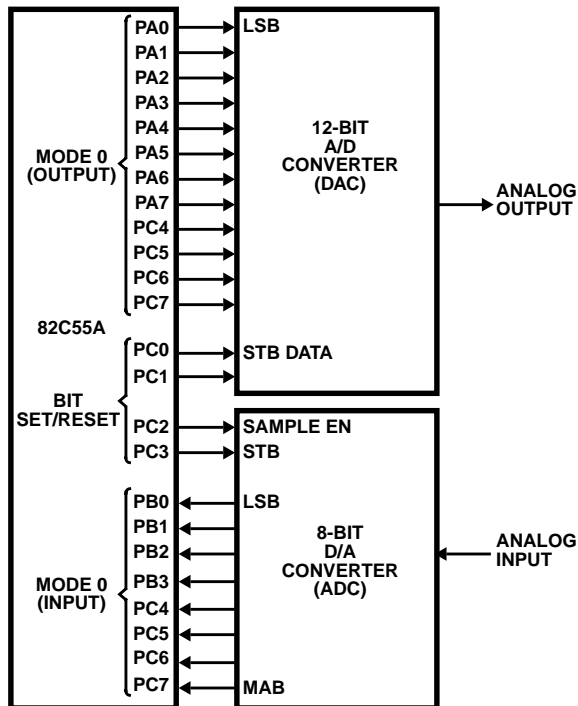 PA0
PA1
PA2
PA3
PA4
PA5
PA6
PA7
PC4
PC5
PC6
PC7
MODE 0
(OUTPUT)
LSB
12-BIT
A/D
CONVERTER
(DAC)
ANALOG
OUTPUT
82C55A
PC0
PC1
PC2
PC3
BIT
SET/RESET
STB DATA
SAMPLE EN
STB
PB0
PB1
PB2
PB3
PC4
PC5
PC6
PC7
MODE 0
(INPUT)
LSB
8-BIT
D/A
CONVERTER
(ADC)
MAB
ANALOG
INPUT